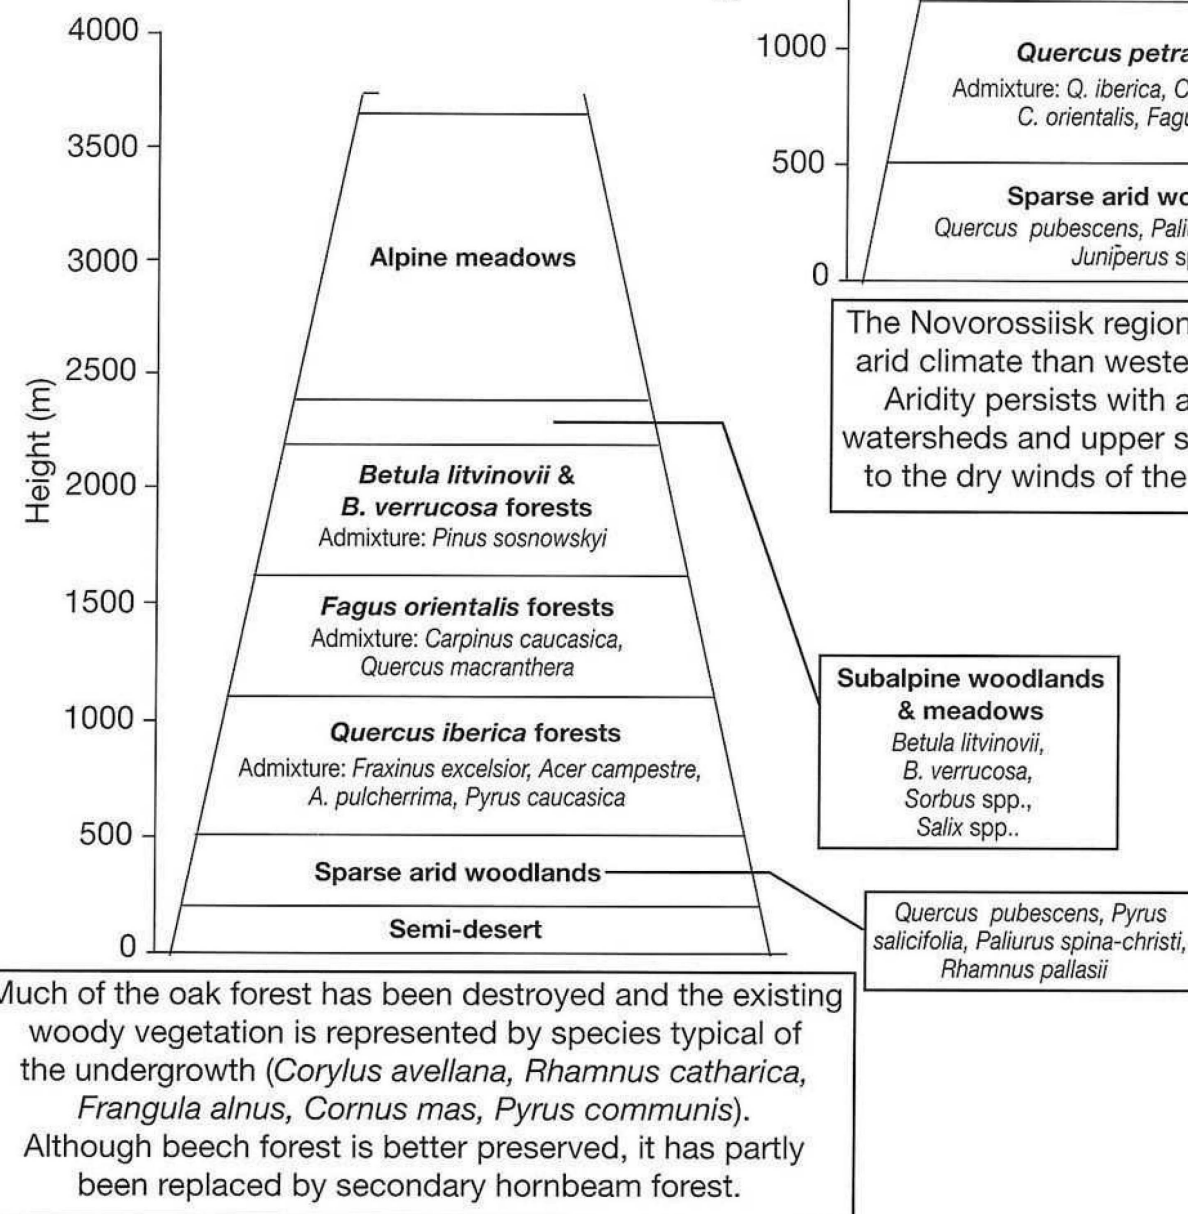 4000
3500
3000
2500
2000
1500
1000
500
0
Height (m)
Alpine meadows
Betula litvinovii &
B. verrucosa forests
Admixture: Pinus sosnowskyi
Fagus orientalis forests
Admixture: Carpinus caucasica,
Quercus macranthera
Quercus iberica forests
Admixture: Fraxinus excelsior, Acer campestre,
A. pulcherrima, Pyrus caucasica
Sparse arid woodlands
Semi-desert
Subalpine woodlands
& meadows
Betula litvinovii,
B. verrucosa,
Sorbus spp.,
Salix spp..
Quercus pubescens, Pyrus
salicifolia, Paliurus spina-christi,
Rhamnus pallasii
Much of the oak forest has been destroyed and the existing
woody vegetation is represented by species typical of
the undergrowth (Corylus avellana, Rhamnus catharica,
Frangula alnus, Cornus mas, Pyrus communis).
Although beech forest is better preserved, it has partly
been replaced by secondary hornbeam forest.
1000
500
0
Quercus
Admixture: Q. iberica,
C. orientalis,
Sparse arid
Quercus pubescens,
Juniperus
The Novorossiisk region
arid climate than
Aridity persists with
watersheds and upper
to the dry winds of the